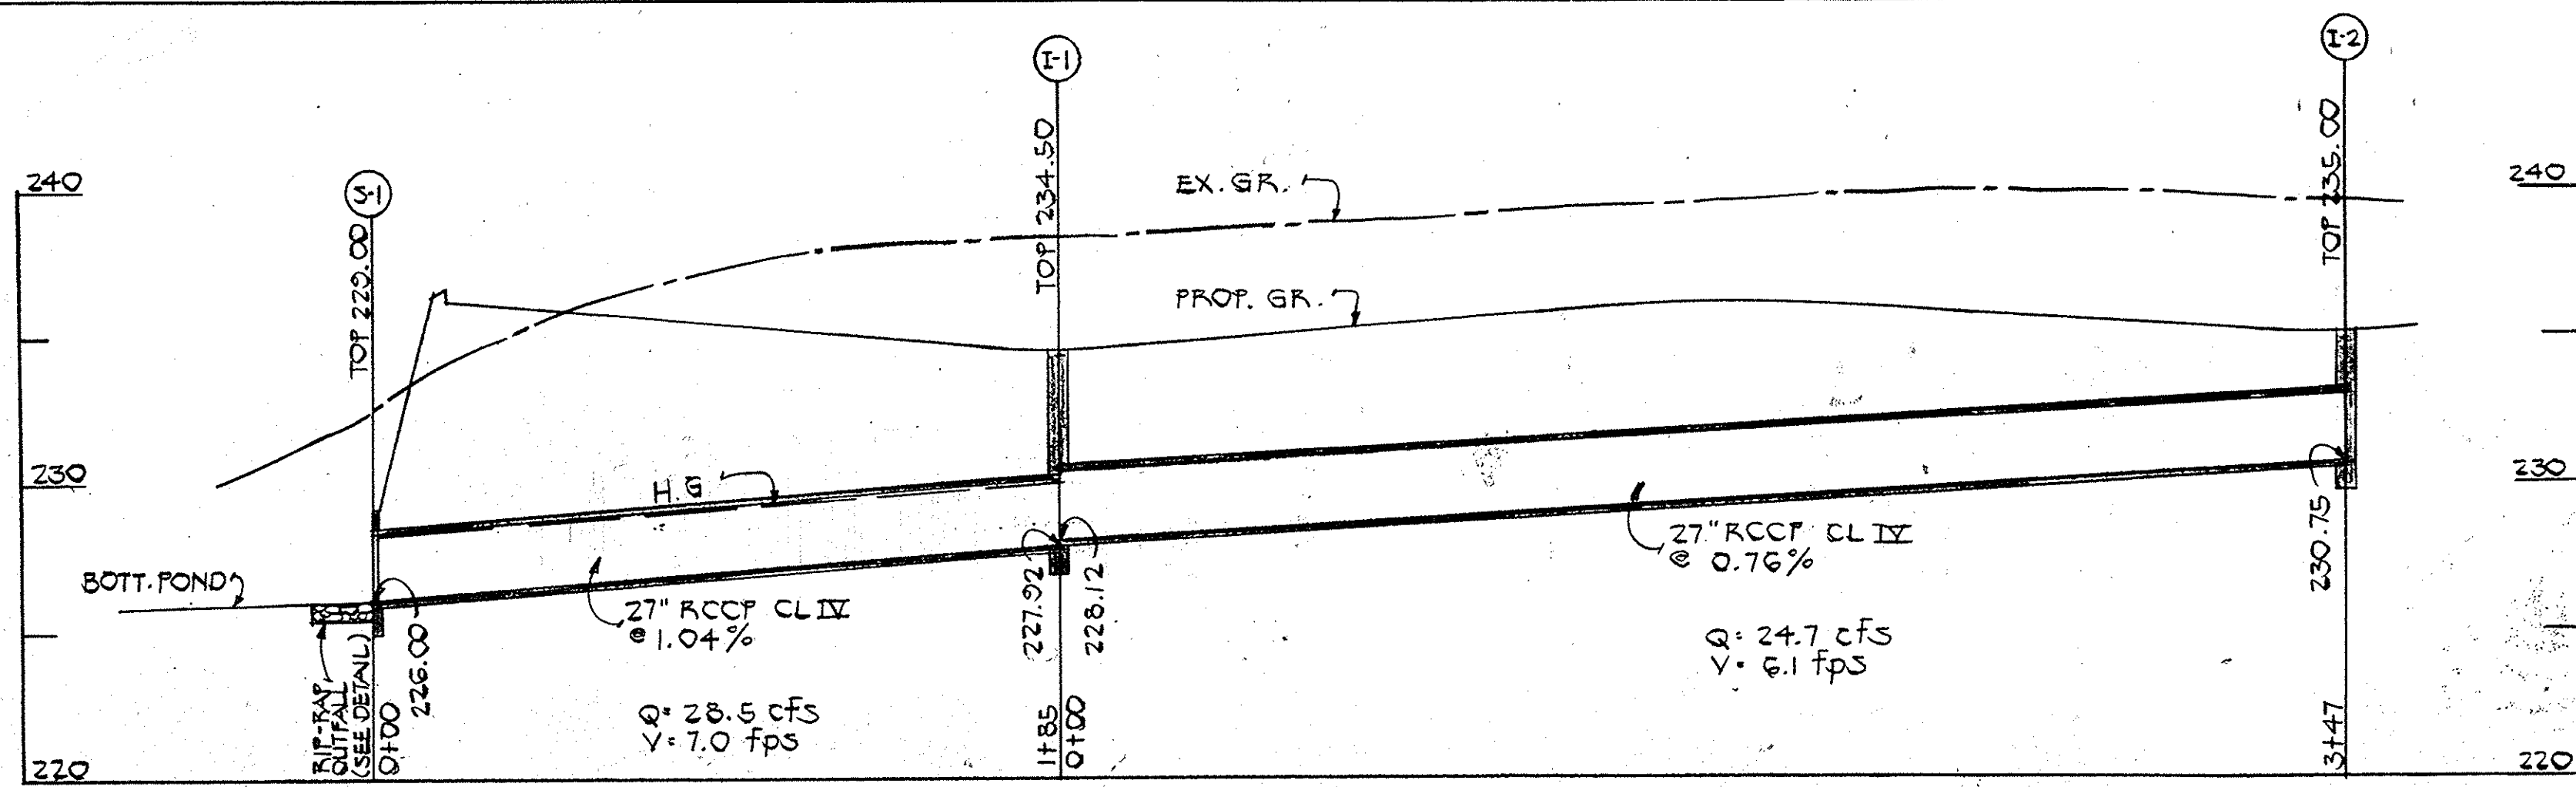 I-1
I-2
S-1
TOP 229.00
TOP 234.50
TOP 235.00
240
240
EX. GR.
PROP. GR.
230
230
H.G
BOTT. POND
27" RCCP CL IV
@ 1.04%
27" RCCP CL IV
@ 0.76%
226.00
227.92
228.12
230.75
Q= 28.5 cfs
V= 7.0 fps
Q= 24.7 cfs
V= 6.1 fps
RIP-RAP
OUTFALL
(SEE DETAIL)
0+00
1+85
0+00
3+47
220
220